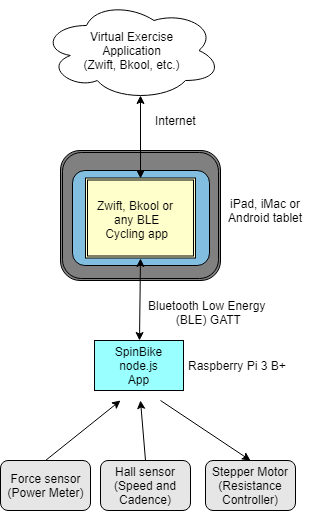 Virtual Exercise
Application
(Zwift, Bkool, etc.)
Internet
Zwift, Bkool or
any BLE
Cycling app
iPad, iMac or
Android tablet
Bluetooth Low Energy
(BLE) GATT
SpinBike
node.js
App
Raspberry Pi 3 B+
Force sensor
(Power Meter)
Hall sensor
(Speed and
Cadence)
Stepper Motor
(Resistance
Controller)